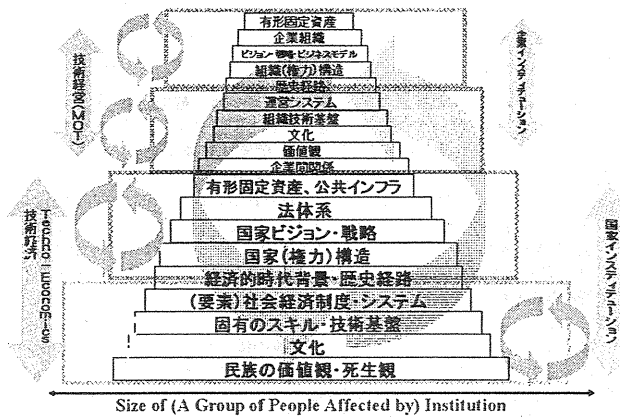 有形固定資産
企業組織
ビジョン・戦略・ビジネスモデル
組織(権力)構造
歴史経路
運営システム
組織技術基盤
文化
価値観
企業間関係
有形固定資産、公共インフラ
法体系
国家ビジョン・戦略
国家(権力)構造
経済的時代背景・歴史経路
(要素)社会経済制度・システム
固有のスキル・技術基盤
文化
民族の価値観・死生観
技術経営(MOT)
技術経済
Techno Economics
企業インスティテューション
国家インスティテューション
Size of (A Group of People Affected by) Institution